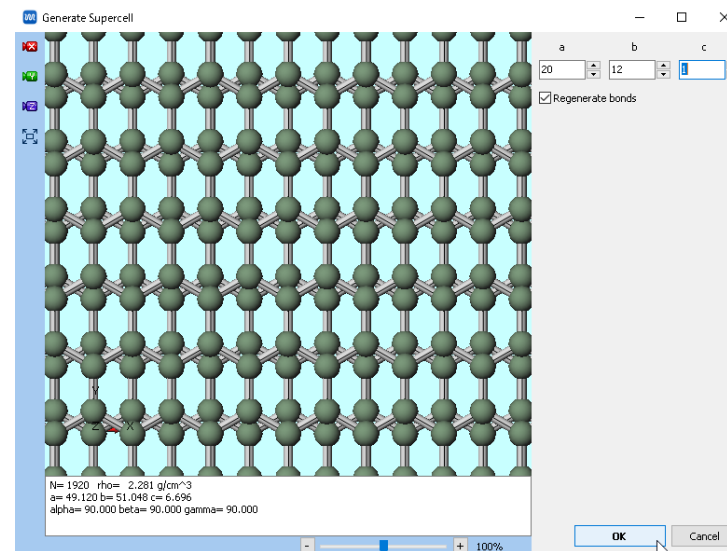 Generate Supercell
a b c
20 12 1
Regenerate bonds
Y
Z X
N= 1920 rho= 2.281 g/cm^3
a= 49.120 b= 51.048 c= 6.696
alpha= 90.000 beta= 90.000 gamma= 90.000
- + 100%
OK Cancel